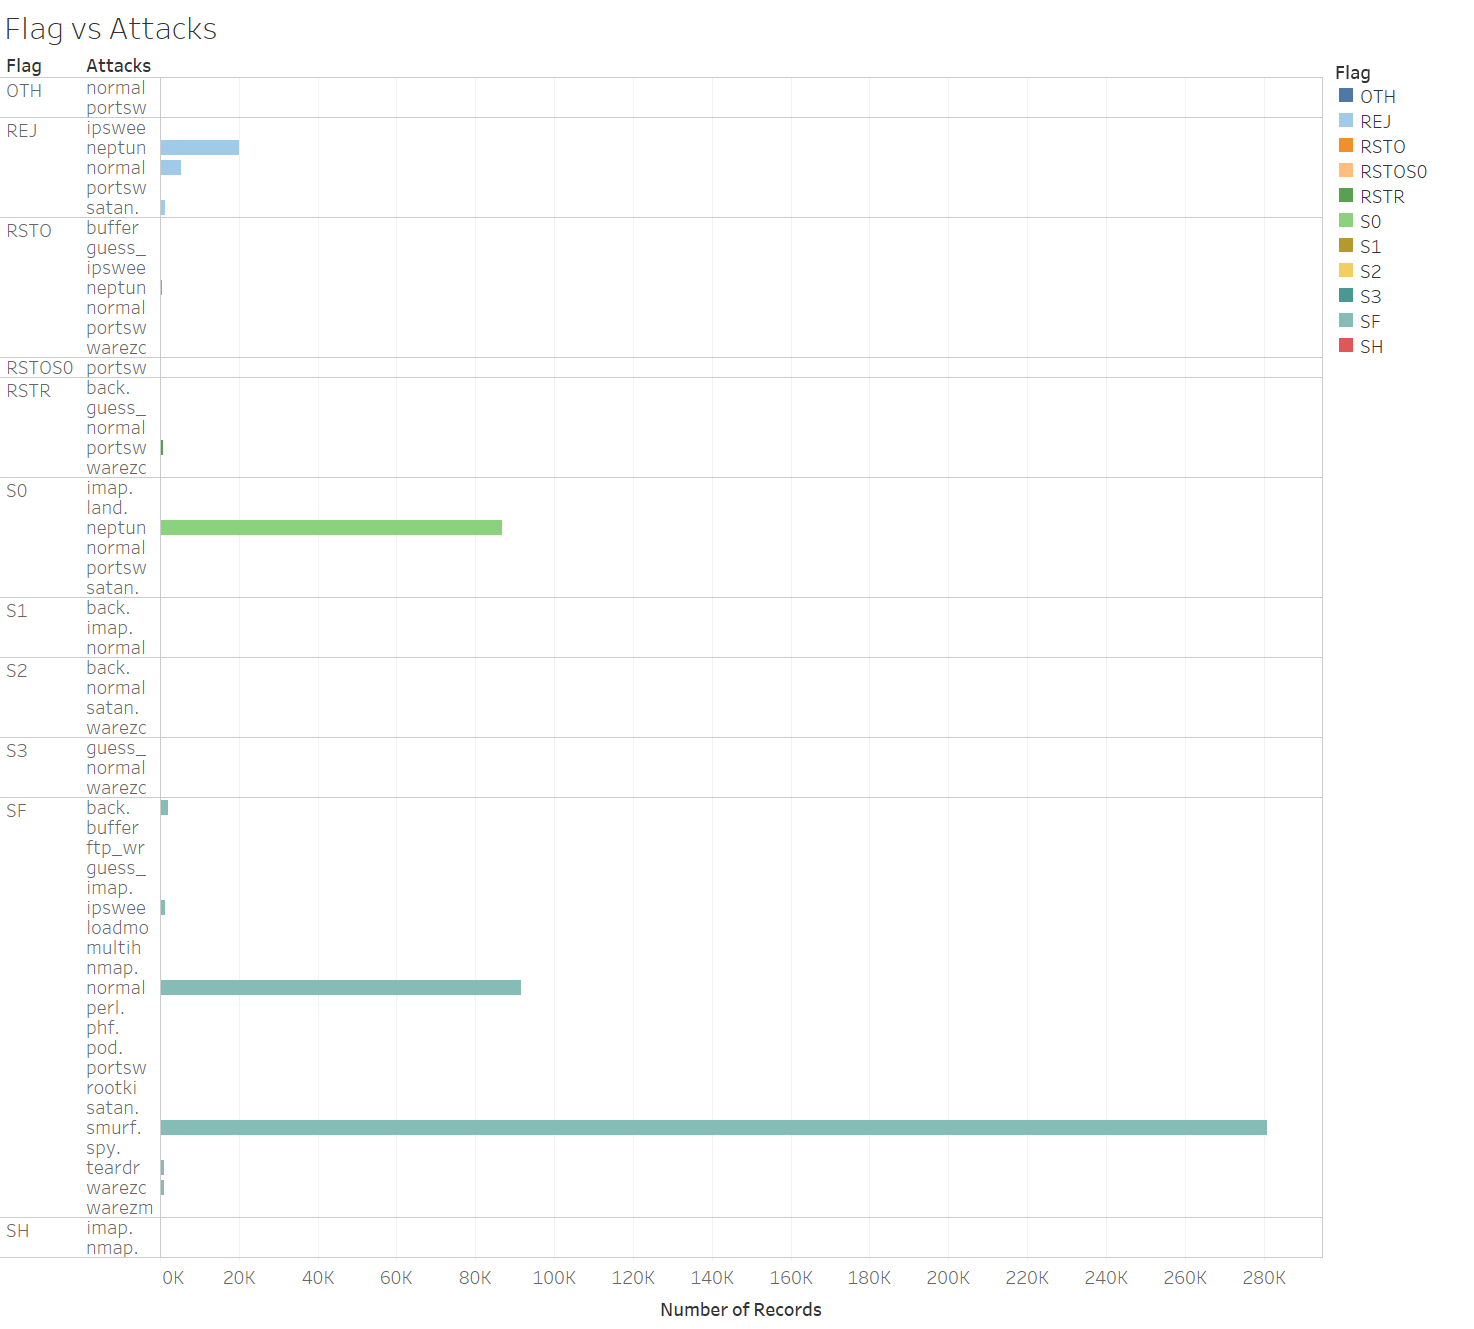 Flag vs Attacks
Flag Attacks
OTH normal
portsw
REJ ipswee
neptun
normal
portsw
satan.
RSTO buffer
guess_
ipswee
neptun
normal
portsw
warezc
RSTOS0 portsw
RSTR back.
guess_
normal
portsw
warezc
S0 imap.
land.
neptun
normal
portsw
satan.
S1 back.
imap.
normal
S2 back.
normal
satan.
warezc
S3 guess_
normal
warezc
SF back.
buffer
ftp_wr
guess_
imap.
ipswee
loadmo
multih
nmap.
normal
perl.
phf.
pod.
portsw
rootki
satan.
smurf.
spy.
teardr
warezc
warezm
SH imap.
nmap.
0K 20K 40K 60K 80K 100K 120K 140K 160K 180K 200K 220K 240K 260K 280K
Number of Records
Flag
OTH
REJ
RSTO
RSTOS0
RSTR
S0
S1
S2
S3
SF
SH